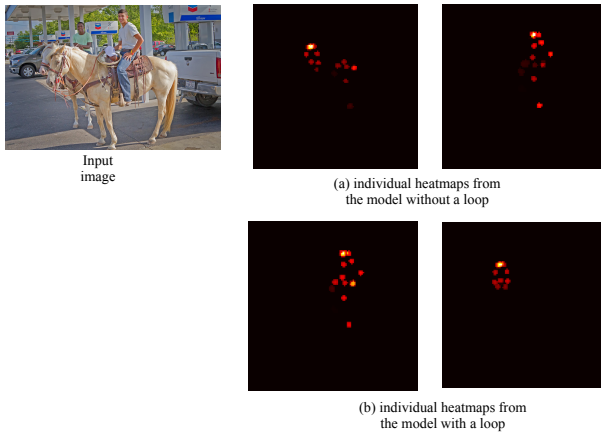 Input
image
(a) individual heatmaps from
the model without a loop
(b) individual heatmaps from
the model with a loop